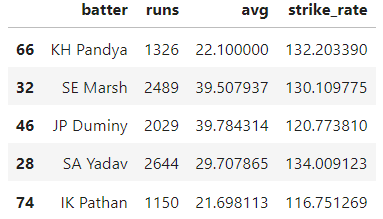 batter runs avg strike_rate
66 KH Pandya 1326 22.100000 132.203390
32 SE Marsh 2489 39.507937 130.109775
46 JP Duminy 2029 39.784314 120.773810
28 SA Yadav 2644 29.707865 134.009123
74 IK Pathan 1150 21.698113 116.751269